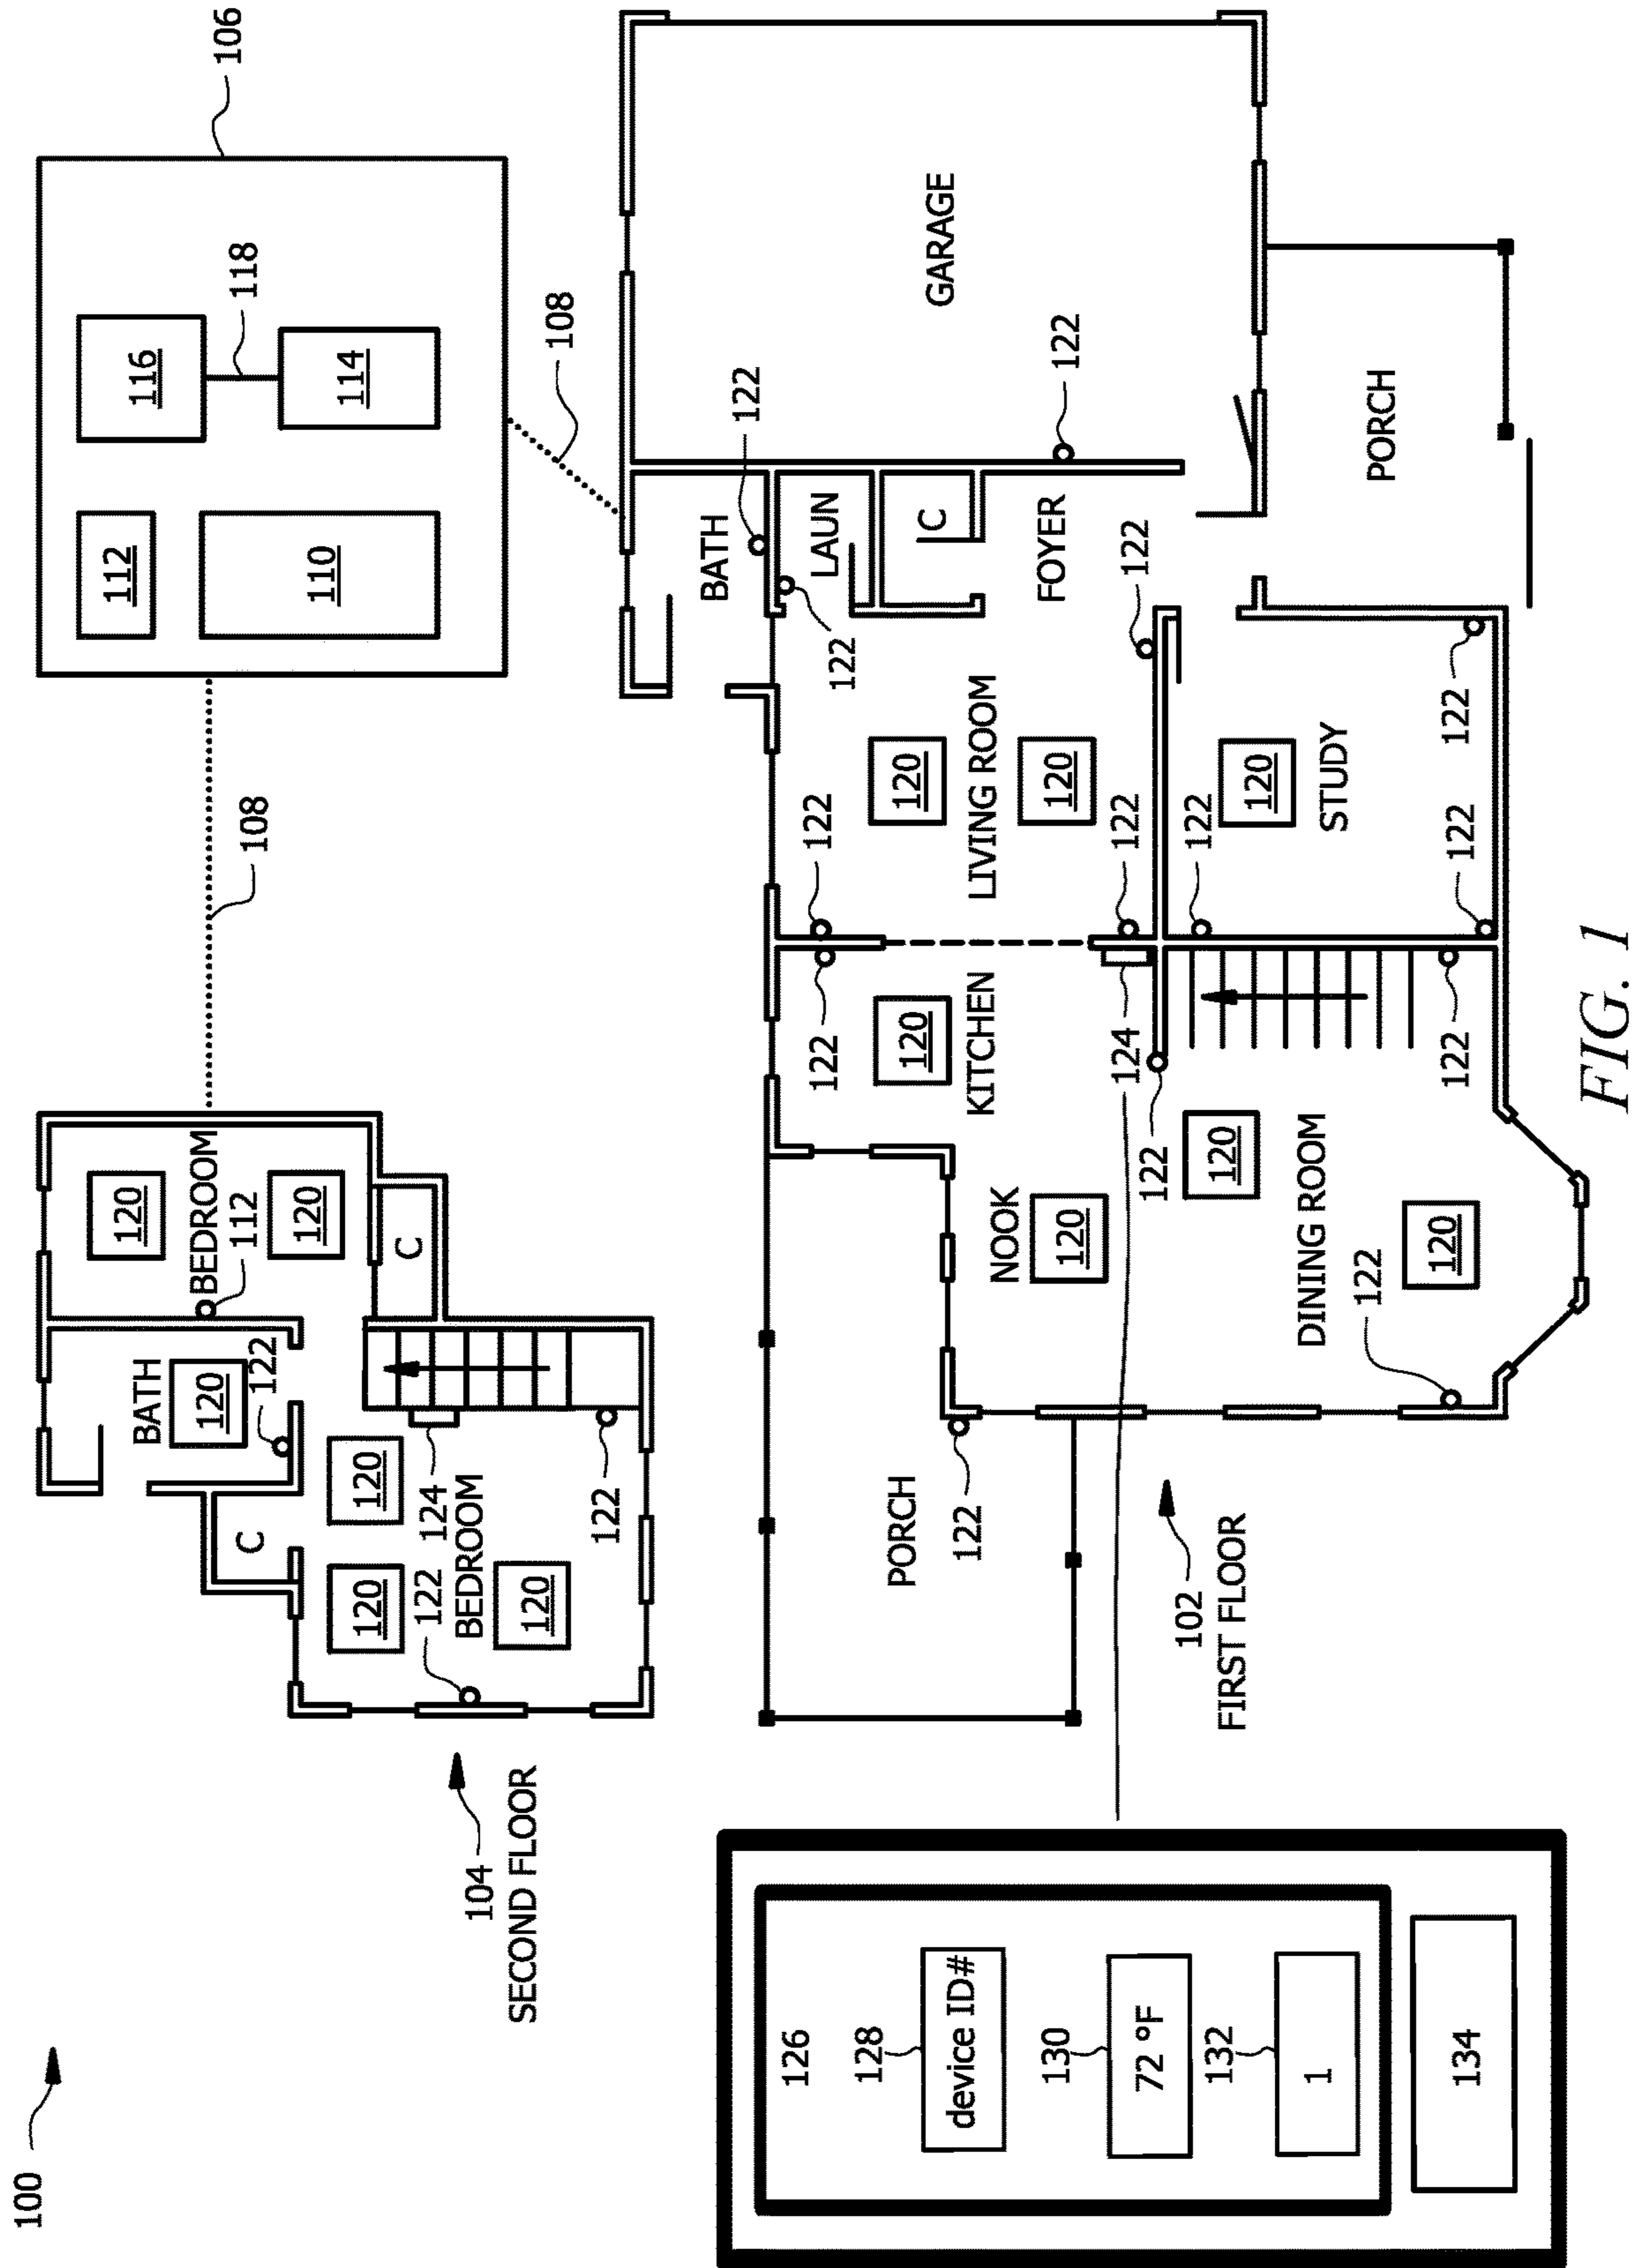 100
104
SECOND FLOOR
BATH
120
122
C
120
120
122
BEDROOM
120
124
122
BEDROOM
112
120
120
C
108
106
112
110
116
118
114
108
126
128
device ID#
130
72 °F
132
1
134
102
FIRST FLOOR
PORCH
122
NOOK
120
DINING ROOM
122
120
120
122
KITCHEN
120
122
124
122
122
122
LIVING ROOM
120
120
122
122
STUDY
120
122
122
122
BATH
122
LAUN
122
C
FOYER
GARAGE
122
PORCH
FIG. 1